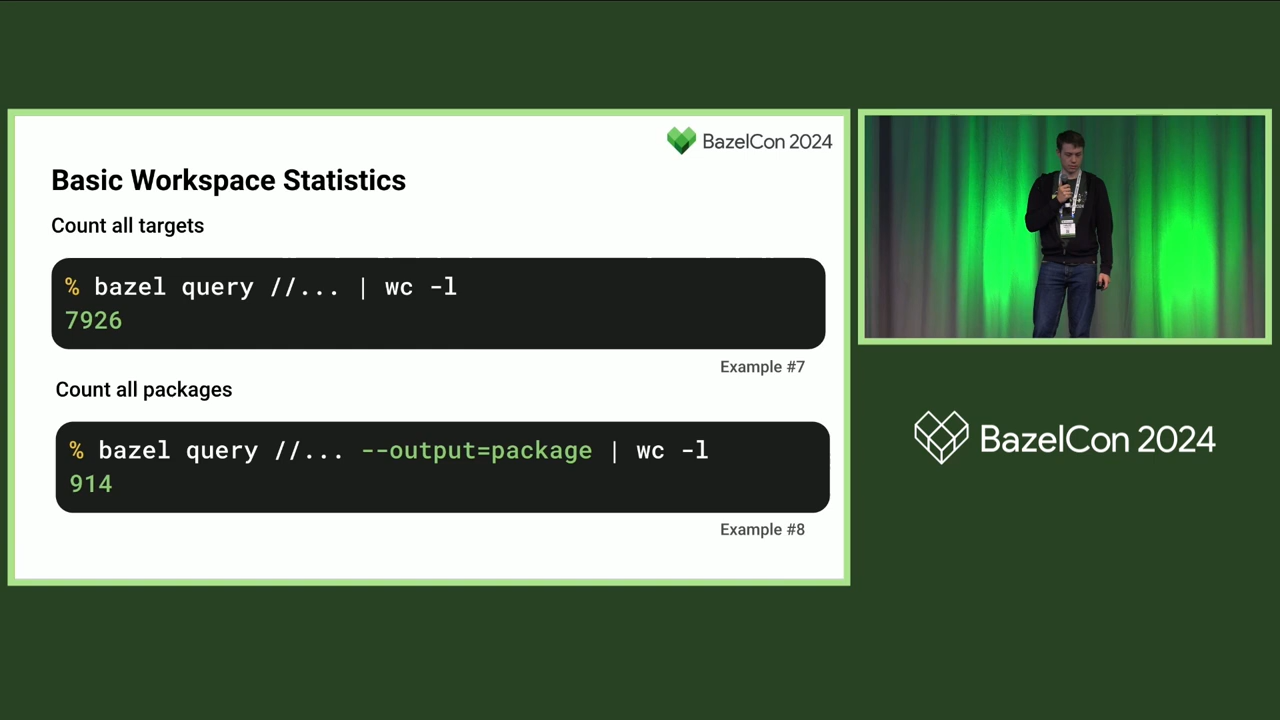 BazelCon 2024
Basic Workspace Statistics
Count all targets
% bazel query //... | wc -l
7926
Example #7
Count all packages
% bazel query //... --output=package | wc -l
914
Example #8
BazelCon 2024